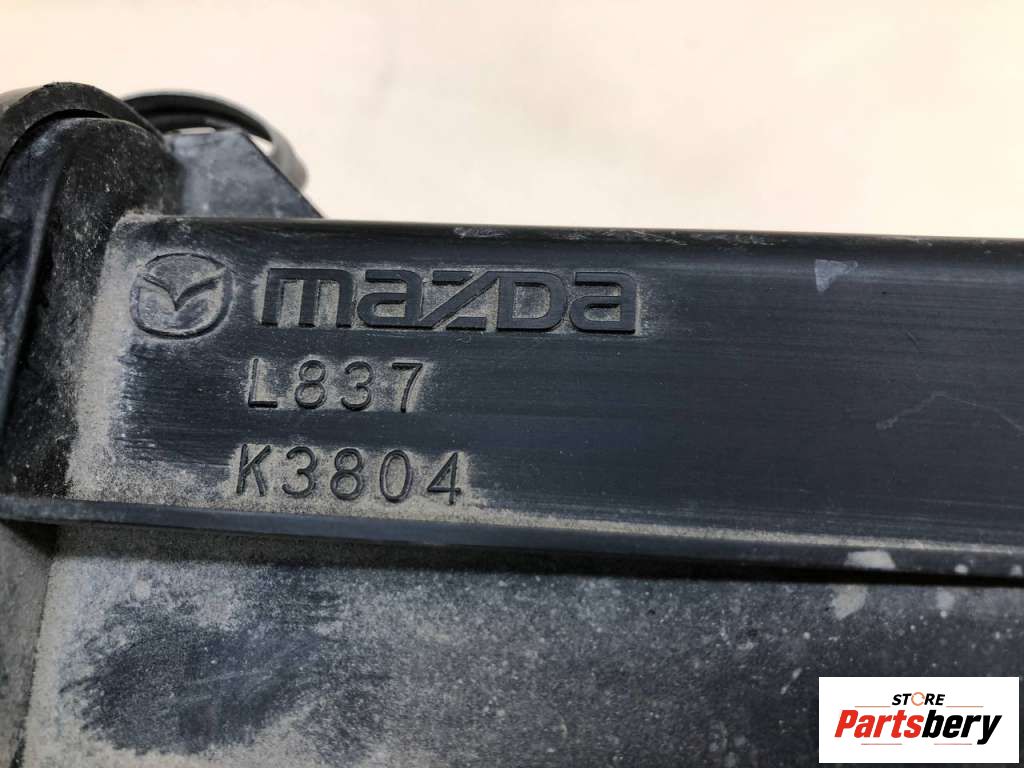 mazda
L837
K3804
STORE
Partsbery